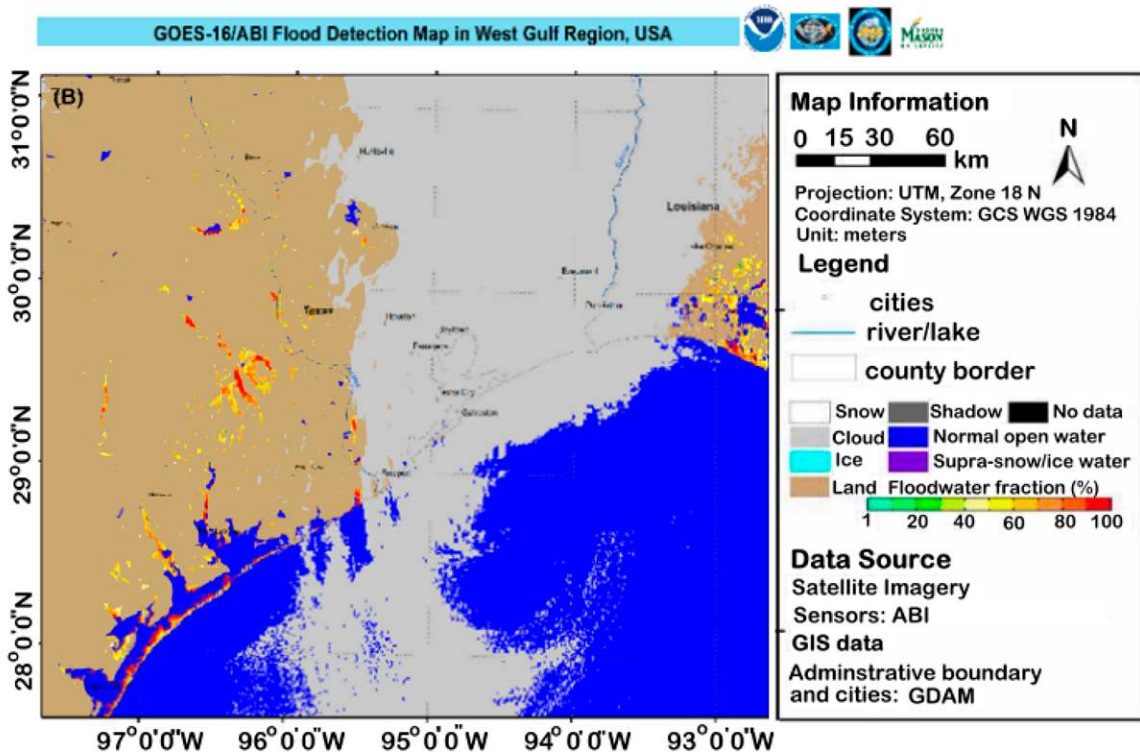 GOES-16/ABI Flood Detection Map in West Gulf Region, USA
MASON
(B)
31°0'0"N
30°0'0"N
29°0'0"N
28°0'0"N
97°0'0"W
96°0'0"W
95°0'0"W
94°0'0"W
93°0'0"W
Texas
Louisiana
Houston
Beaumont
Texas City
Galveston
Freeport
Map Information
0 15 30 60
km
N
Projection: UTM, Zone 18 N
Coordinate System: GCS WGS 1984
Unit: meters
Legend
cities
river/lake
county border
Snow Shadow No data
Cloud Normal open water
Ice Supra-snow/ice water
Land Floodwater fraction (%)
1 20 40 60 80 100
Data Source
Satellite Imagery
Sensors: ABI
GIS data
Adminstrative boundary
and cities: GDAM